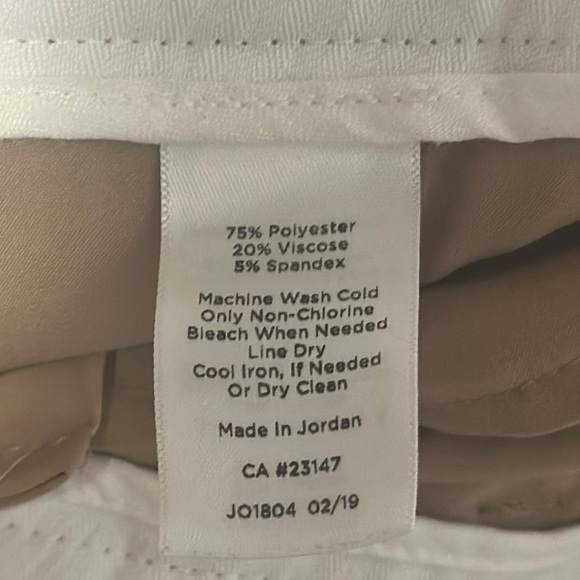 75% Polyester
20% Viscose
5% Spandex
Machine Wash Cold
Only Non-Chlorine
Bleach When Needed
Line Dry
Cool Iron, If Needed
Or Dry Clean
Made In Jordan
CA #23147
JO1804 02/19